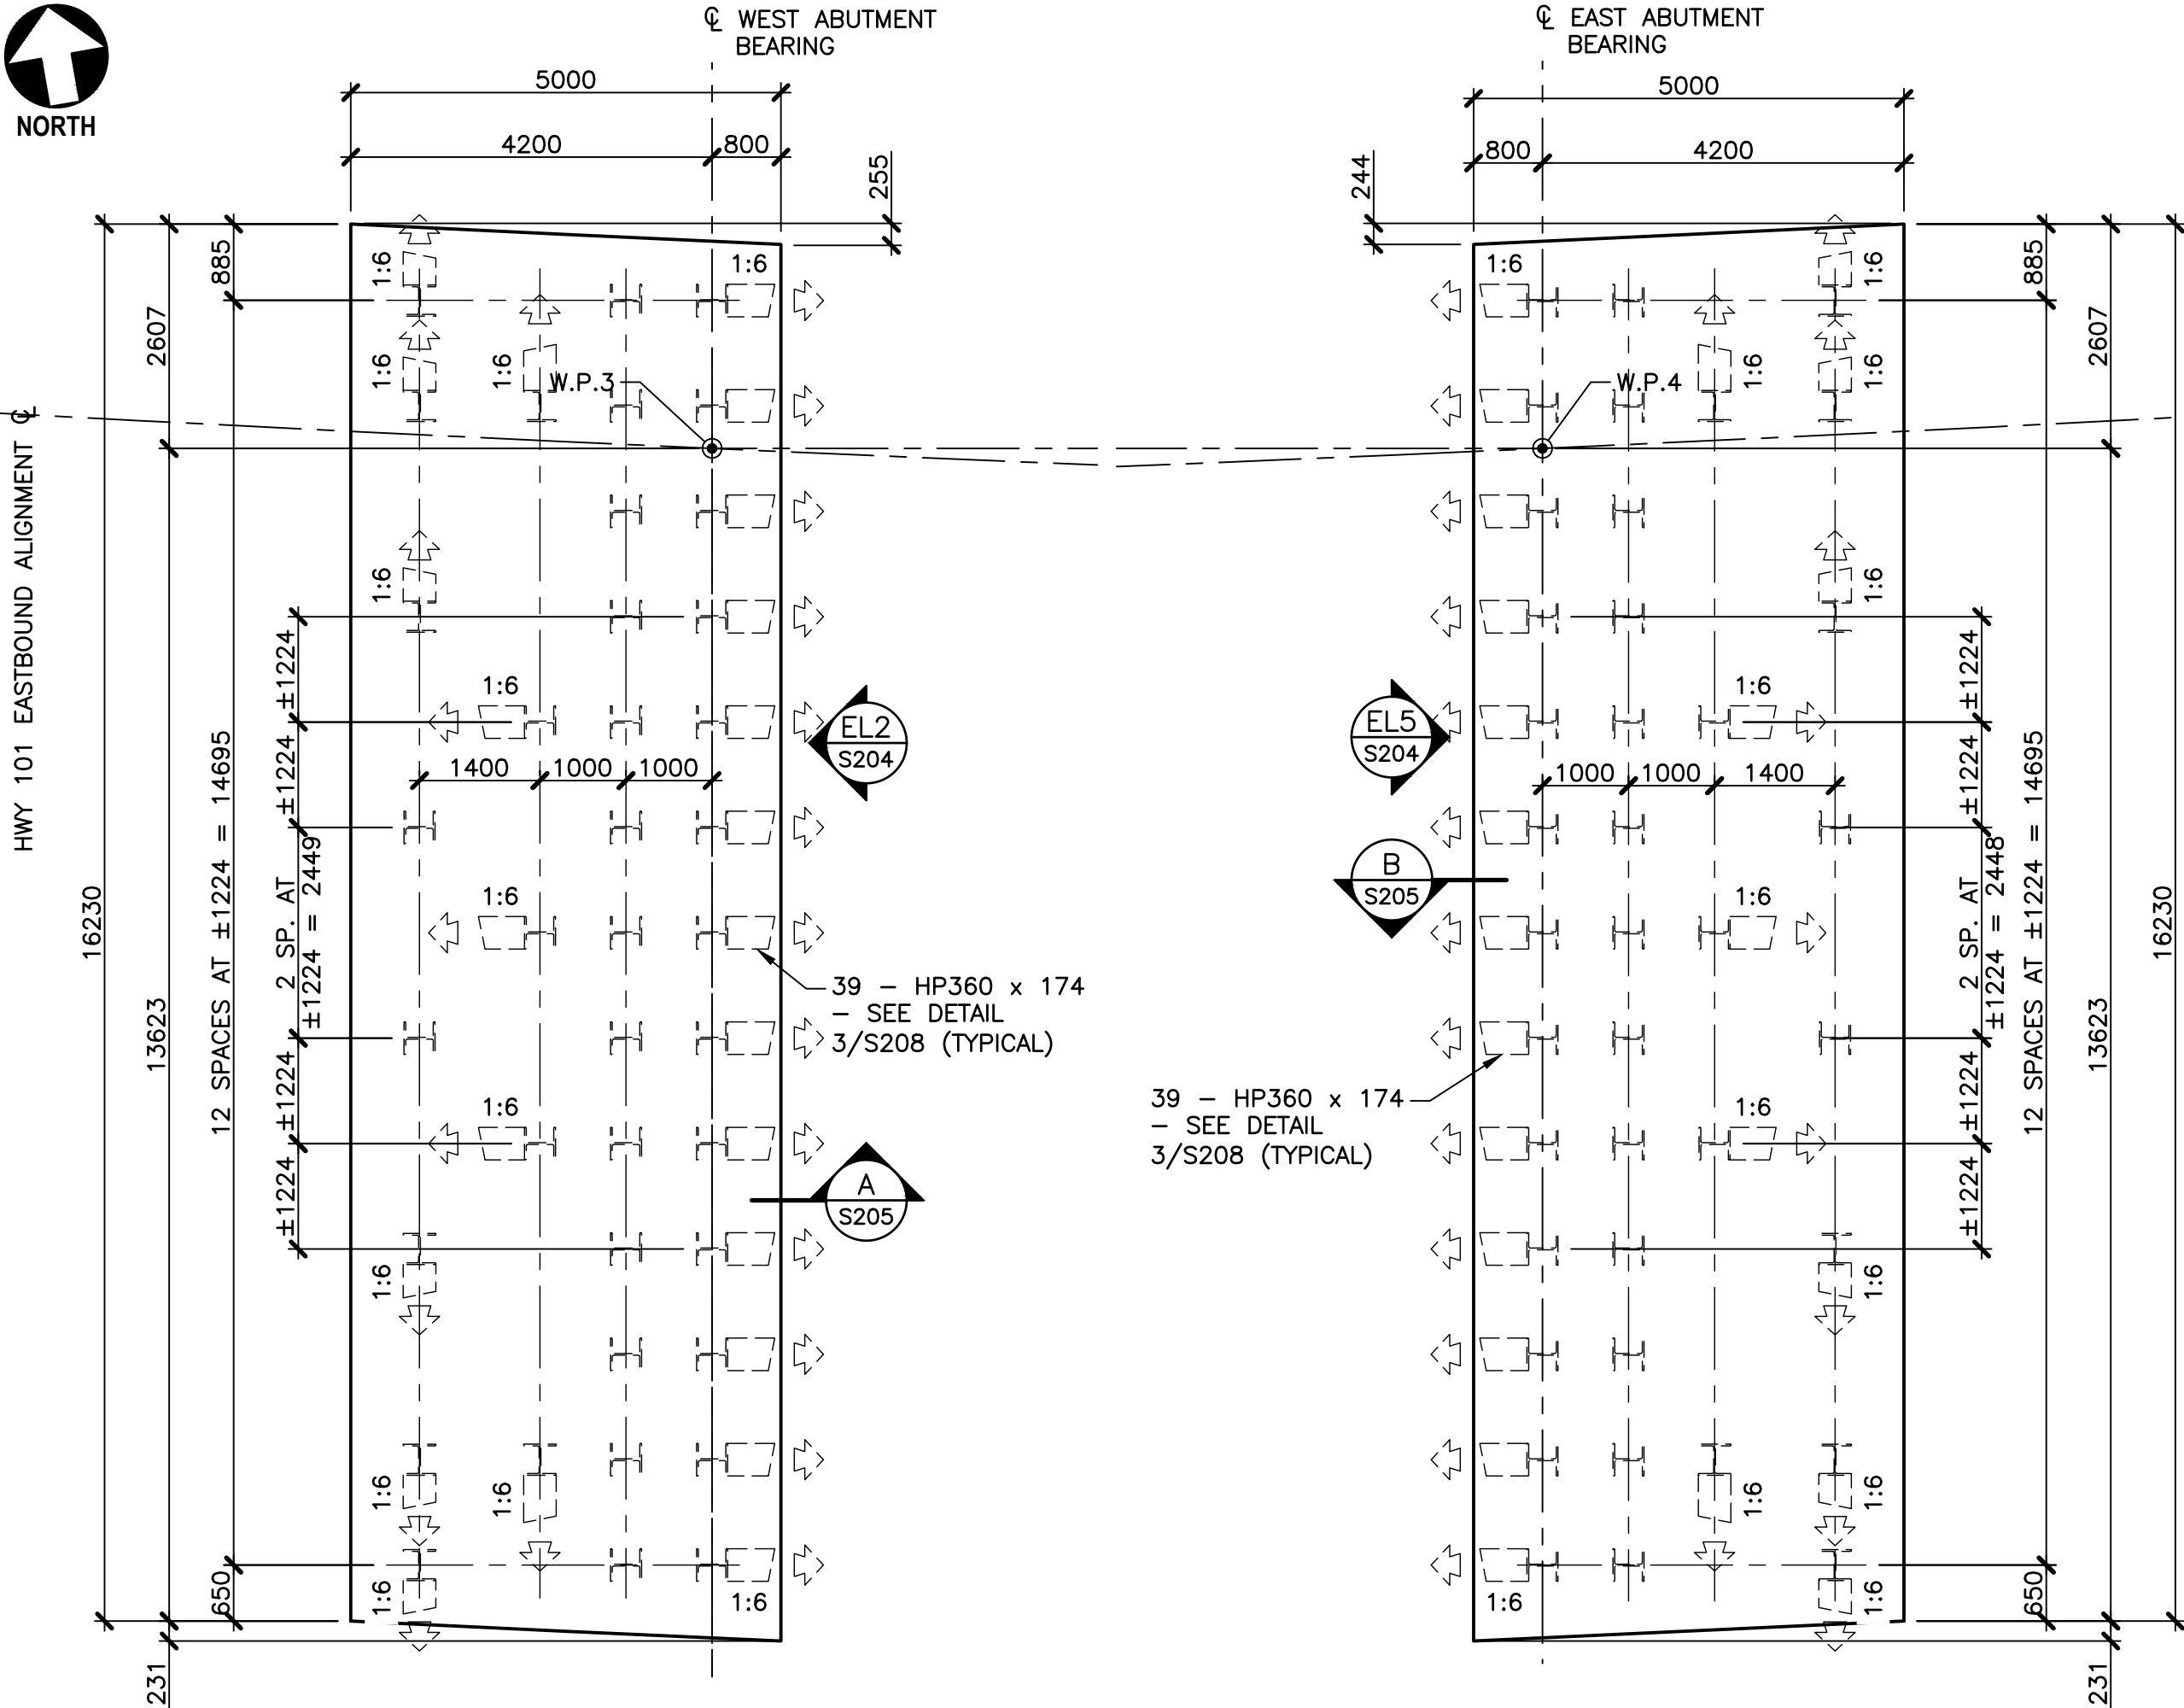 NORTH
℄ WEST ABUTMENT
BEARING
℄ EAST ABUTMENT
BEARING
5000
4200
800
255
5000
800
4200
244
885
2607
1:6
1:6
1:6
1:6
1:6
1:6
885
2607
1:6
1:6
1:6
W.P.3
W.P.4
HWY 101 EASTBOUND ALIGNMENT ℄
1:6
1:6
±1224
±1224
1:6
1:6
EL2
S204
EL5
S204
±1224
±1224
1400
1000
1000
1000
1000
1400
16230
13623
12 SPACES AT ±1224 = 14695
2 SP. AT
±1224 = 2449
1:6
B
S205
1:6
2 SP. AT
±1224 = 2448
12 SPACES AT ±1224 = 14695
13623
16230
39 – HP360 x 174
– SEE DETAIL
3/S208 (TYPICAL)
39 – HP360 x 174
– SEE DETAIL
3/S208 (TYPICAL)
±1224
±1224
1:6
1:6
±1224
±1224
A
S205
1:6
1:6
1:6
1:6
1:6
1:6
650
1:6
1:6
1:6
1:6
650
231
231